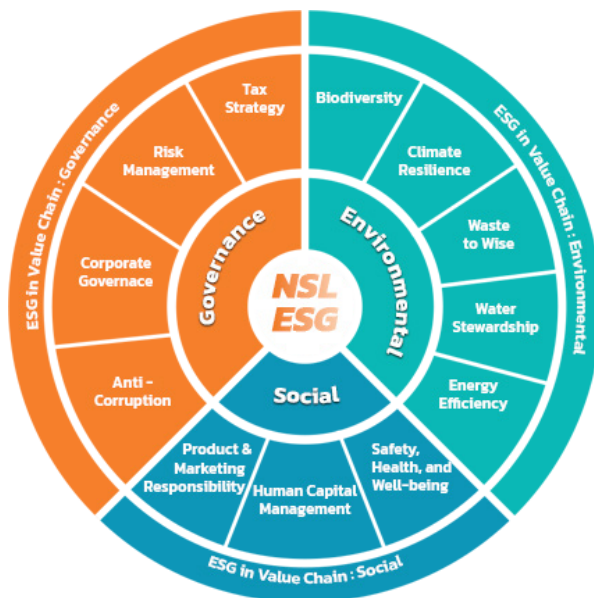 NSL
ESG
Governance
Environmental
Social
ESG in Value Chain : Governance
Tax
Strategy
Risk
Management
Corporate
Governace
Anti -
Corruption
ESG in Value Chain : Environmental
Biodiversity
Climate
Resilience
Waste
to Wise
Water
Stewardship
Energy
Efficiency
Product &
Marketing
Responsibility
Human Capital
Management
Safety,
Health, and
Well-being
ESG in Value Chain : Social